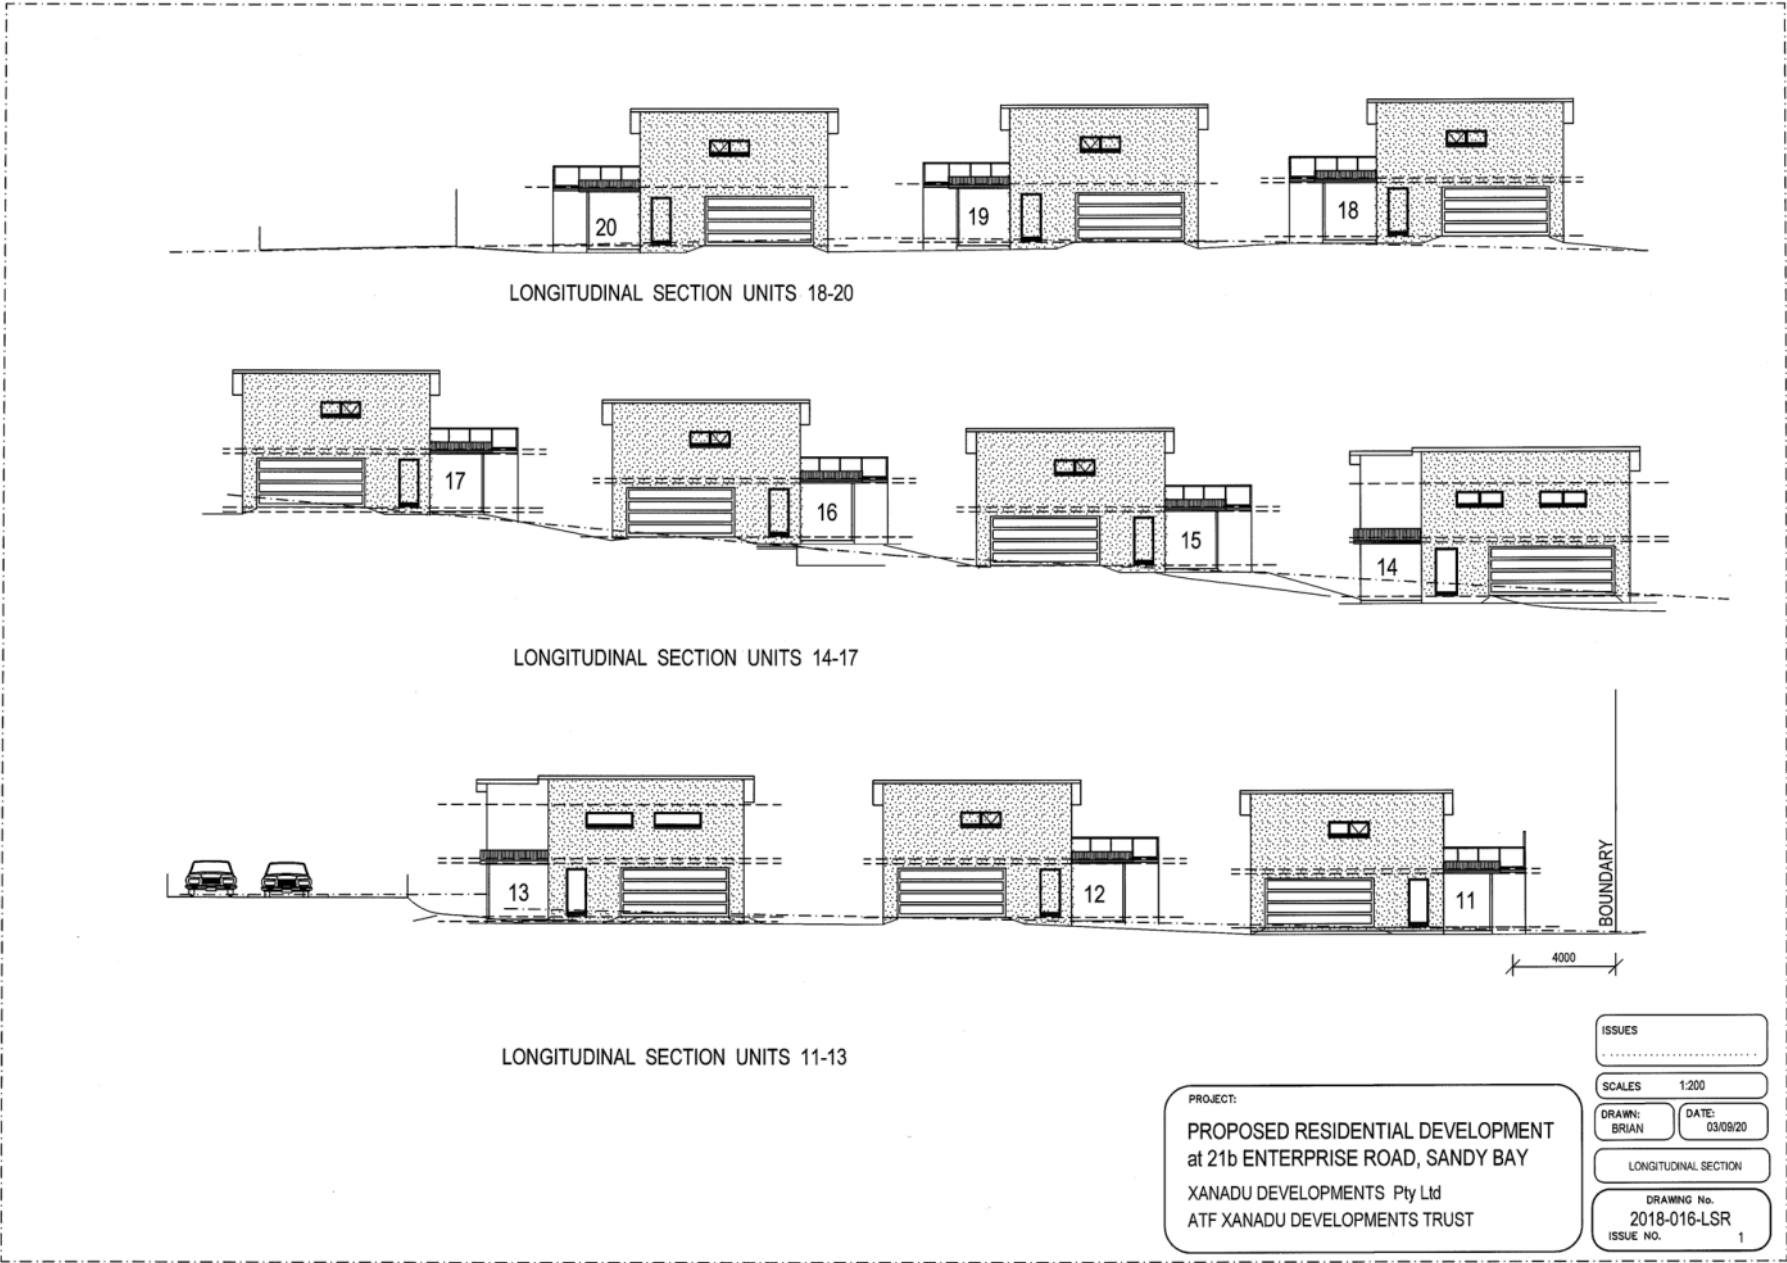 20
19
18
LONGITUDINAL SECTION UNITS 18-20
17
16
15
14
LONGITUDINAL SECTION UNITS 14-17
13
12
11
BOUNDARY
4000
LONGITUDINAL SECTION UNITS 11-13
PROJECT:
PROPOSED RESIDENTIAL DEVELOPMENT
at 21b ENTERPRISE ROAD, SANDY BAY
XANADU DEVELOPMENTS Pty Ltd
ATF XANADU DEVELOPMENTS TRUST
ISSUES
SCALES 1:200
DRAWN:
BRIAN
DATE:
03/09/20
LONGITUDINAL SECTION
DRAWING No.
2018-016-LSR
ISSUE NO. 1